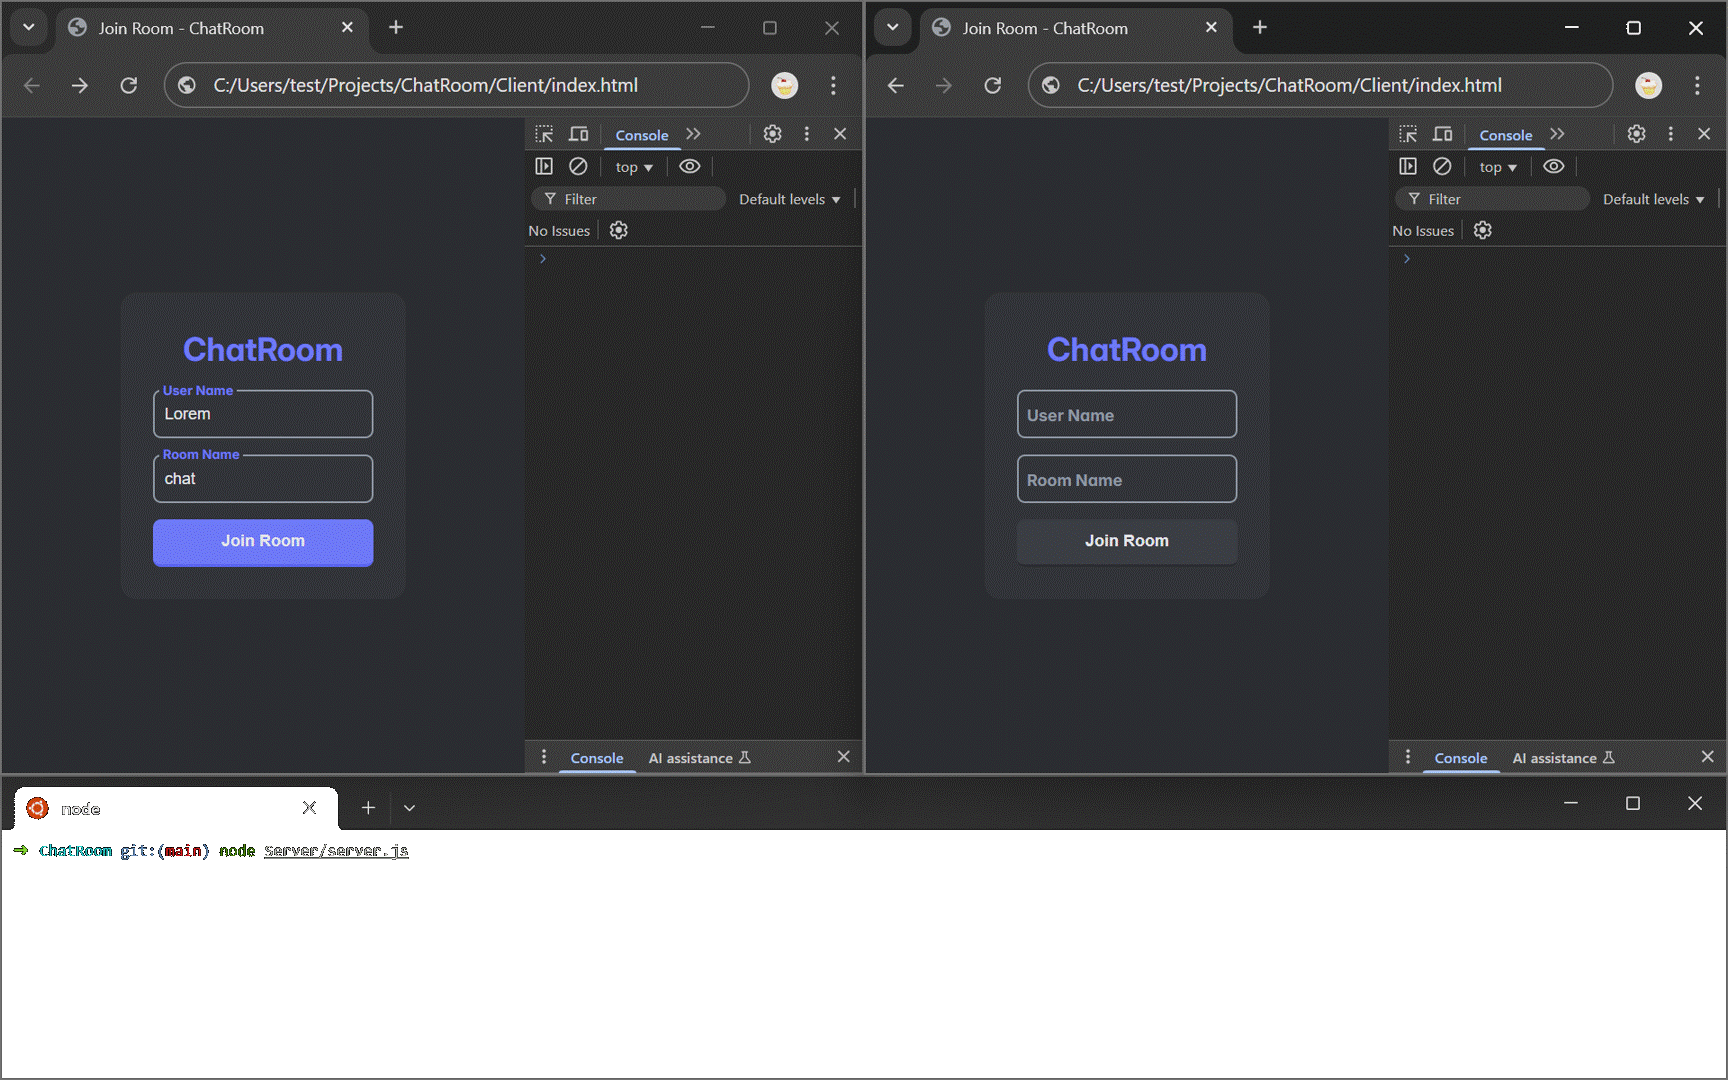 Join Room - ChatRoom
C:/Users/test/Projects/ChatRoom/Client/index.html
Console
top
Filter
Default levels
No Issues
ChatRoom
User Name
Lorem
Room Name
chat
Join Room
Console
AI assistance
Join Room - ChatRoom
C:/Users/test/Projects/ChatRoom/Client/index.html
Console
top
Filter
Default levels
No Issues
ChatRoom
User Name
Room Name
Join Room
Console
AI assistance
node
ChatRoom git:(main) node Server/server.js